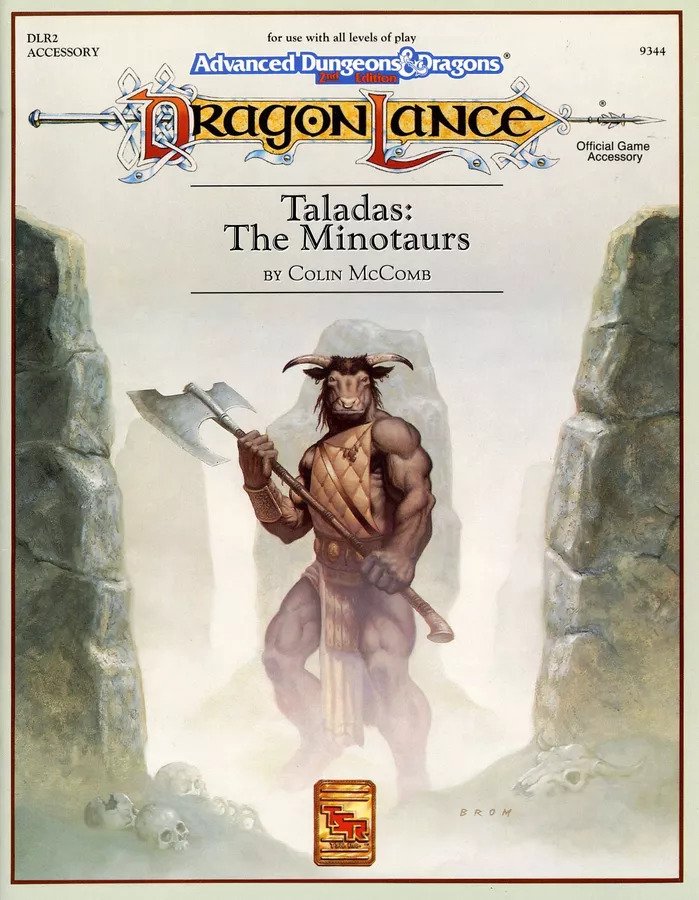 DLR2
ACCESSORY
for use with all levels of play
9344
Advanced Dungeons & Dragons®
2nd Edition
DRAGONLANCE
®
Official Game
Accessory
Taladas:
The Minotaurs
BY COLIN MCCOMB
BROM
TSR